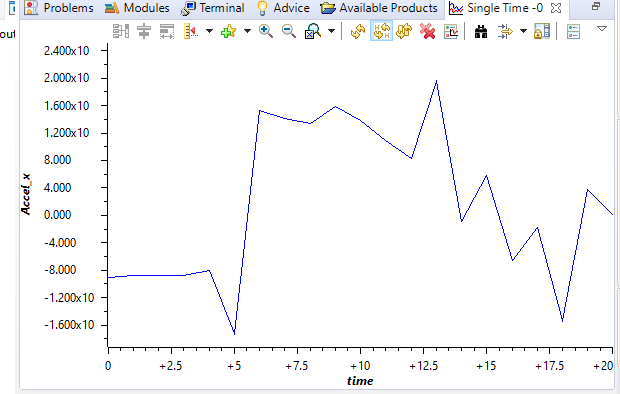 Problems Modules Terminal Advice Available Products Single Time -0
out
2.400x10
2.000x10
1.600x10
1.200x10
8.000
4.000
0.000
-4.000
-8.000
-1.200x10
-1.600x10
Accel_x
0 +2.5 +5 +7.5 +10 +12.5 +15 +17.5 +20
time